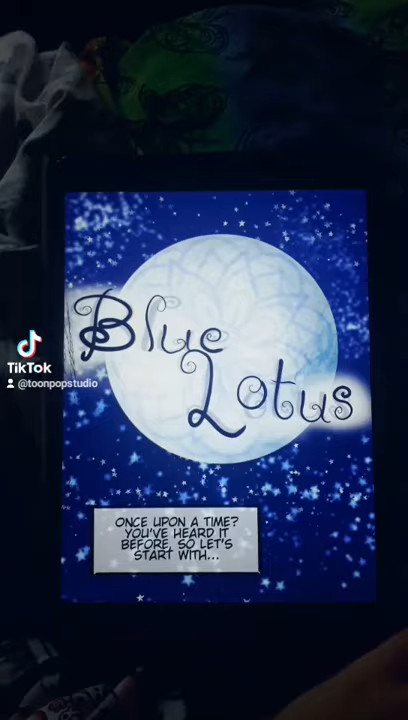 Blue
Lotus
TikTok
@toonpopstudio
ONCE UPON A TIME?
YOU'VE HEARD IT
BEFORE, SO LET'S
START WITH...